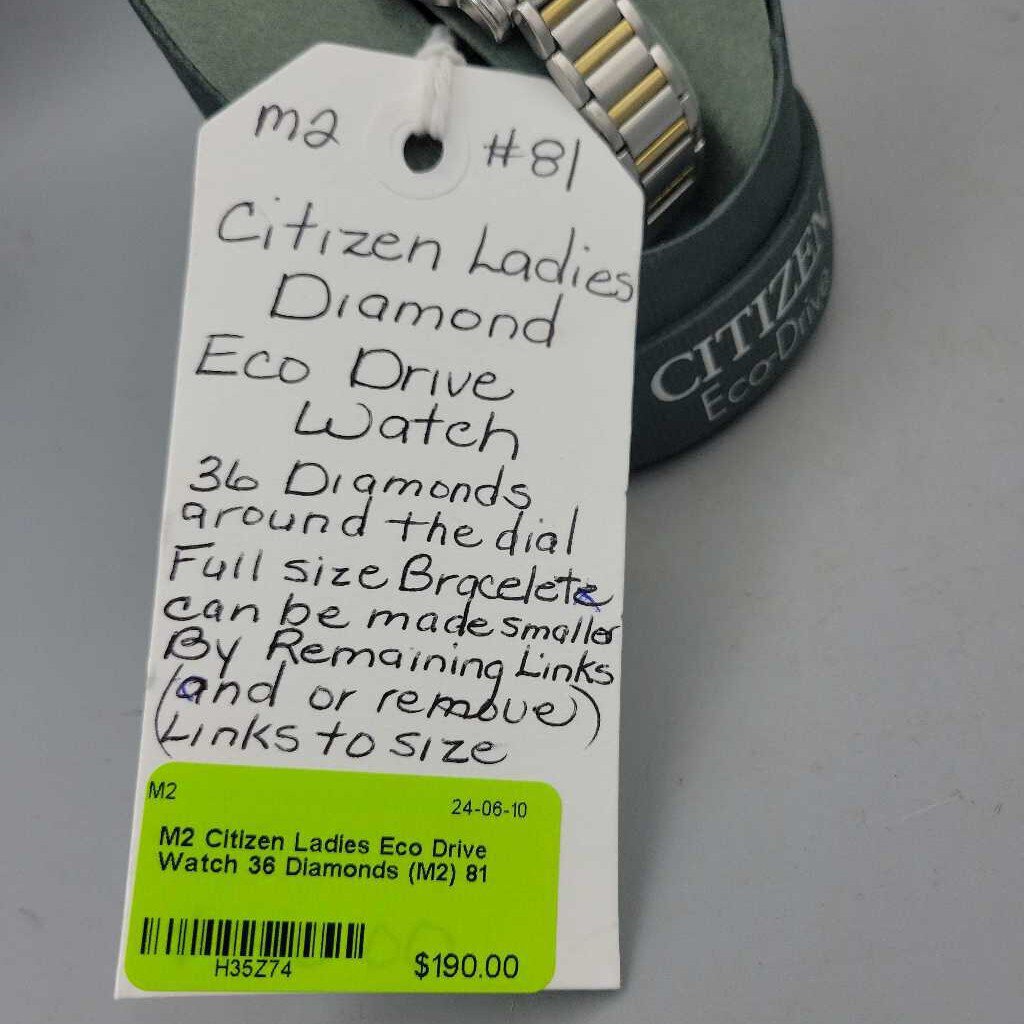 m2
#81
Citizen Ladies
Diamond
Eco Drive
Watch
36 Diamonds
around the dial
Full size Bracelete
can be made smaller
By Remaining Links
(and or remove)
(Links to size
M2
24-06-10
M2 Citizen Ladies Eco Drive
Watch 36 Diamonds (M2) 81
H35Z74
$190.00
CITIZEN
Eco-Drive